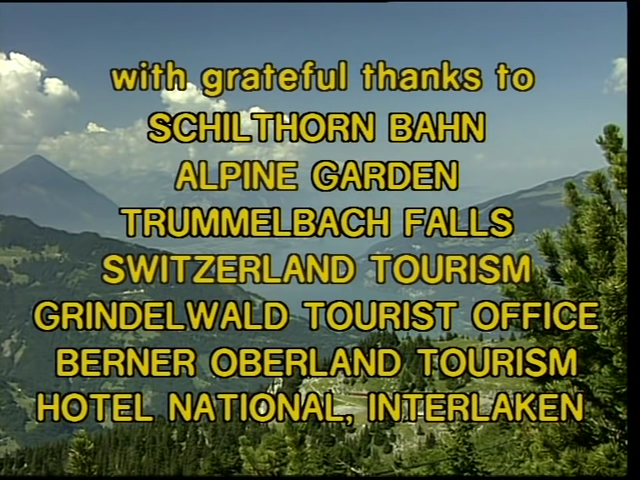 with grateful thanks to
SCHILTHORN BAHN
ALPINE GARDEN
TRUMMELBACH FALLS
SWITZERLAND TOURISM
GRINDELWALD TOURIST OFFICE
BERNER OBERLAND TOURISM
HOTEL NATIONAL, INTERLAKEN